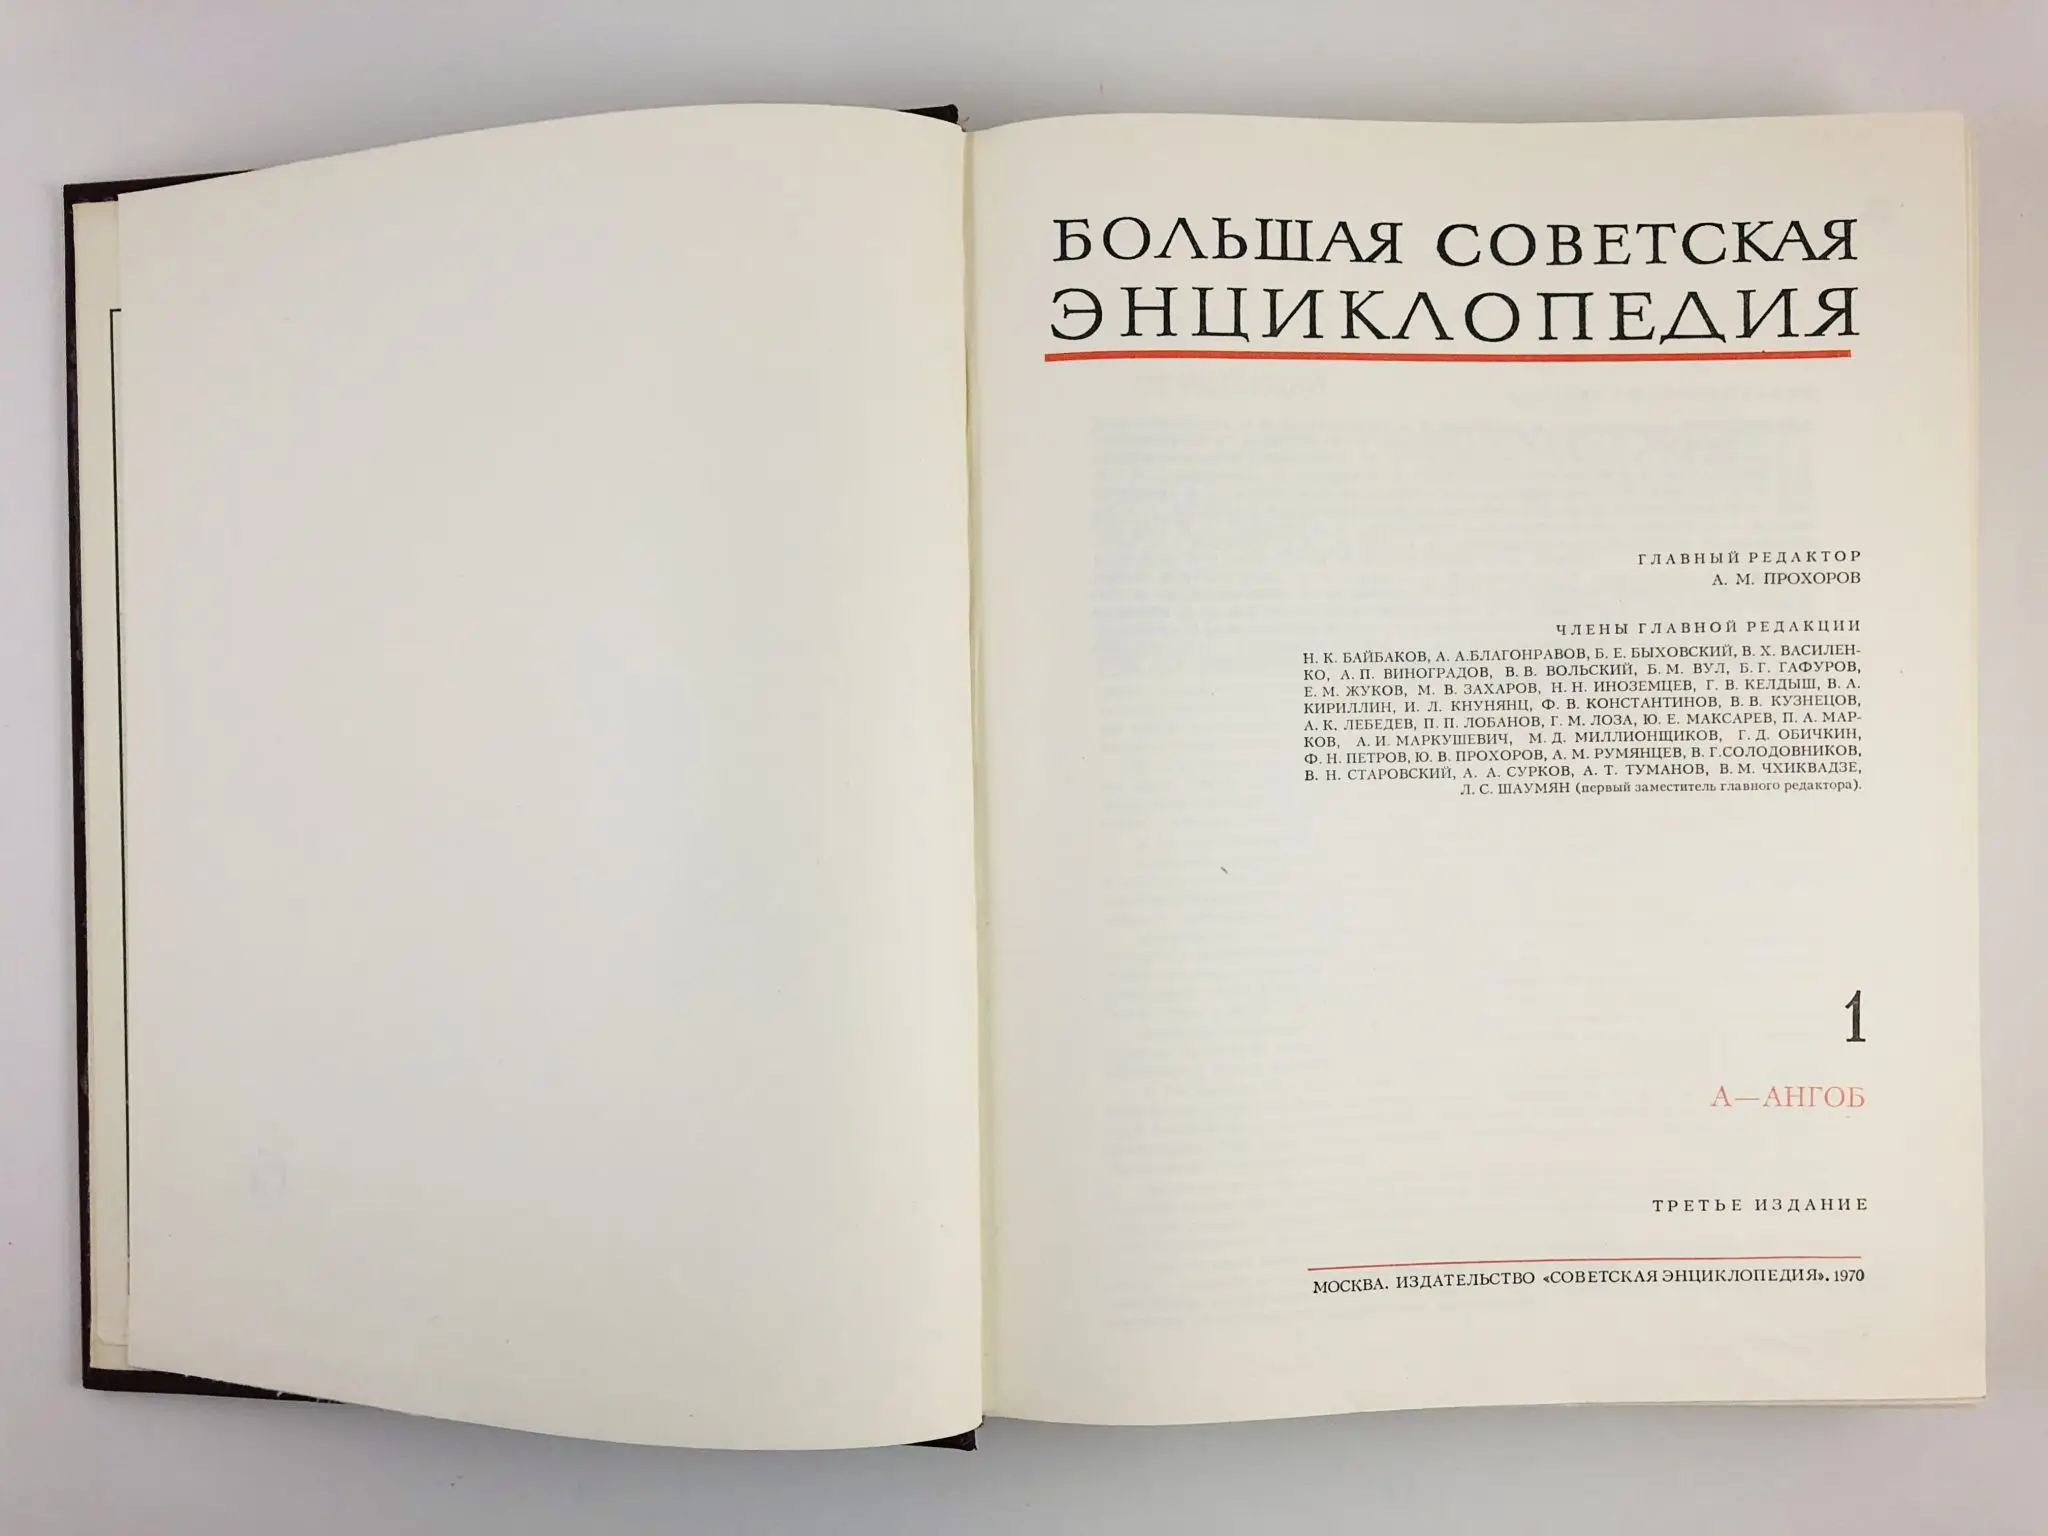 БОЛЬШАЯ СОВЕТСКАЯ
ЭНЦИКЛОПЕДИЯ
ГЛАВНЫЙ РЕДАКТОР
А. М. ПРОХОРОВ
ЧЛЕНЫ ГЛАВНОЙ РЕДАКЦИИ
Н. К. БАЙБАКОВ, А. А.БЛАГОНРАВОВ, Б. Е. БЫХОВСКИЙ, В. Х. ВАСИЛЕН-
КО, А. П. ВИНОГРАДОВ, В. В. ВОЛЬСКИЙ, Б. М. ВУЛ, Б. Г. ГАФУРОВ,
Е. М. ЖУКОВ, М. В. ЗАХАРОВ, Н. Н. ИНОЗЕМЦЕВ, Г. В. КЕЛДЫШ, В. А.
КИРИЛЛИН, И. Л. КНУНЯНЦ, Ф. В. КОНСТАНТИНОВ, В. В. КУЗНЕЦОВ,
А. К. ЛЕБЕДЕВ, П. П. ЛОБАНОВ, Г. М. ЛОЗА, Ю. Е. МАКСАРЕВ, П. А. МАР-
КОВ, А. И. МАРКУШЕВИЧ, М. Д. МИЛЛИОНЩИКОВ, Г. Д. ОБИЧКИН,
Ф. Н. ПЕТРОВ, Ю. В. ПРОХОРОВ, А. М. РУМЯНЦЕВ, В. Г.СОЛОДОВНИКОВ,
В. Н. СТАРОВСКИЙ, А. А. СУРКОВ, А. Т. ТУМАНОВ, В. М. ЧХИКВАДЗЕ,
Л. С. ШАУМЯН (первый заместитель главного редактора).
1
А—АНГОБ
ТРЕТЬЕ ИЗДАНИЕ
МОСКВА. ИЗДАТЕЛЬСТВО «СОВЕТСКАЯ ЭНЦИКЛОПЕДИЯ». 1970